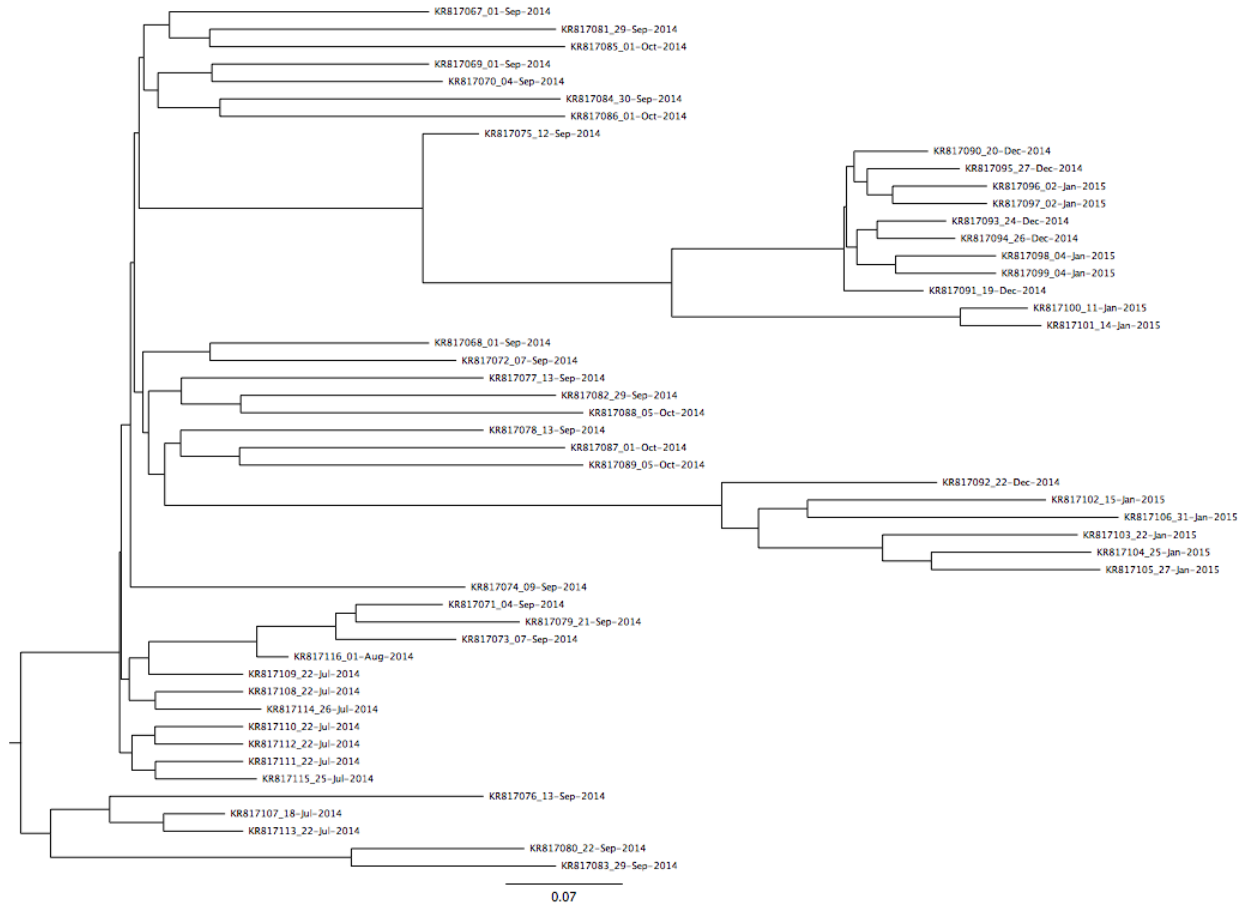 KR817067_01-Sep-2014
KR817081_29-Sep-2014
KR817085_01-Oct-2014
KR817069_01-Sep-2014
KR817070_04-Sep-2014
KR817084_30-Sep-2014
KR817086_01-Oct-2014
KR817075_12-Sep-2014
KR817090_20-Dec-2014
KR817095_27-Dec-2014
KR817096_02-Jan-2015
KR817097_02-Jan-2015
KR817093_24-Dec-2014
KR817094_26-Dec-2014
KR817098_04-Jan-2015
KR817099_04-Jan-2015
KR817091_19-Dec-2014
KR817100_11-Jan-2015
KR817101_14-Jan-2015
KR817068_01-Sep-2014
KR817072_07-Sep-2014
KR817077_13-Sep-2014
KR817082_29-Sep-2014
KR817088_05-Oct-2014
KR817078_13-Sep-2014
KR817087_01-Oct-2014
KR817089_05-Oct-2014
KR817092_22-Dec-2014
KR817102_15-Jan-2015
KR817106_31-Jan-2015
KR817103_22-Jan-2015
KR817104_25-Jan-2015
KR817105_27-Jan-2015
KR817074_09-Sep-2014
KR817071_04-Sep-2014
KR817079_21-Sep-2014
KR817073_07-Sep-2014
KR817116_01-Aug-2014
KR817109_22-Jul-2014
KR817108_22-Jul-2014
KR817114_26-Jul-2014
KR817110_22-Jul-2014
KR817112_22-Jul-2014
KR817111_22-Jul-2014
KR817115_25-Jul-2014
KR817076_13-Sep-2014
KR817107_18-Jul-2014
KR817113_22-Jul-2014
KR817080_22-Sep-2014
KR817083_29-Sep-2014
0.07